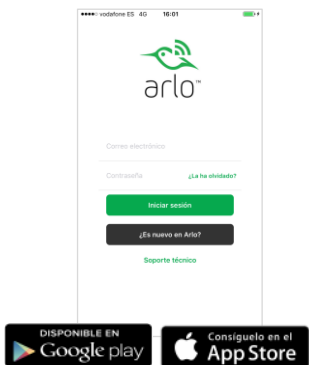 vodafone ES 4G 16:01
arlo™
Correo electrónico
Contraseña ¿La ha olvidado?
Iniciar sesión
¿Es nuevo en Arlo?
Soporte técnico
DISPONIBLE EN
Google play
Consíguelo en el
App Store